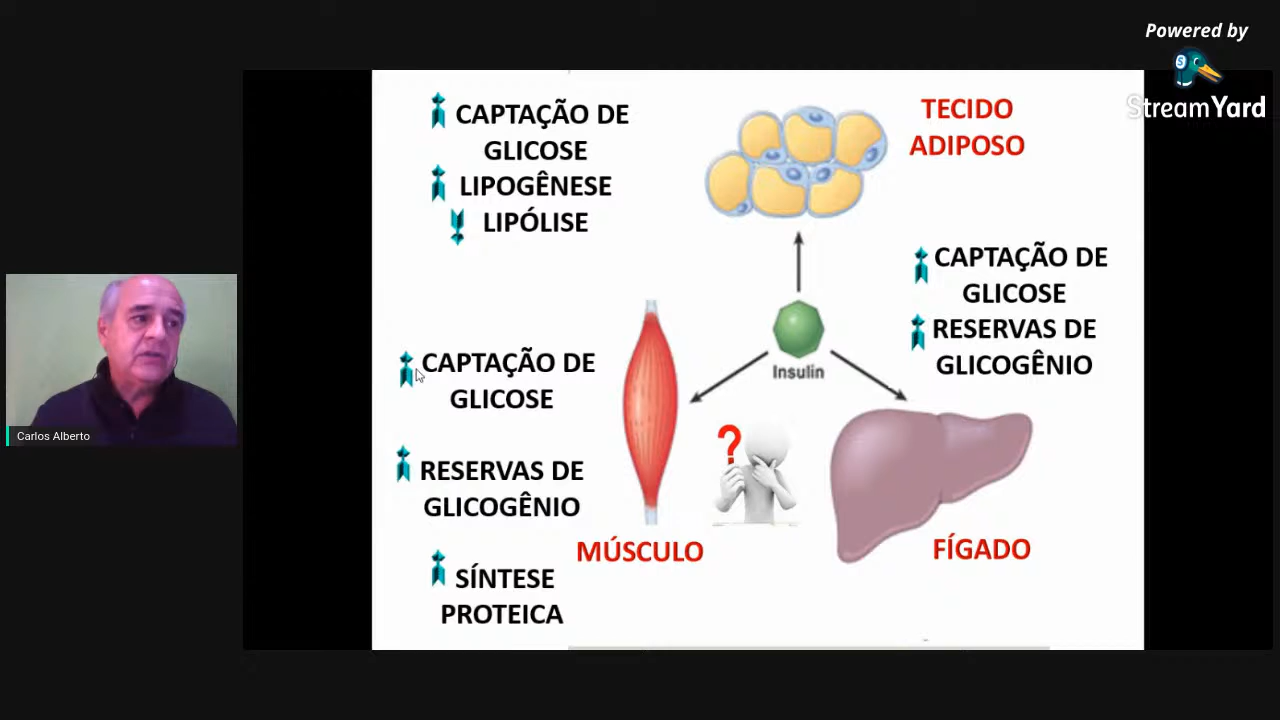 Powered by
StreamYard
CAPTAÇÃO DE
GLICOSE
LIPOGÊNESE
LIPÓLISE
TECIDO
ADIPOSO
CAPTAÇÃO DE
GLICOSE
RESERVAS DE
GLICOGÊNIO
Insulin
CAPTAÇÃO DE
GLICOSE
RESERVAS DE
GLICOGÊNIO
SÍNTESE
PROTEICA
?
MÚSCULO
FÍGADO
Carlos Alberto